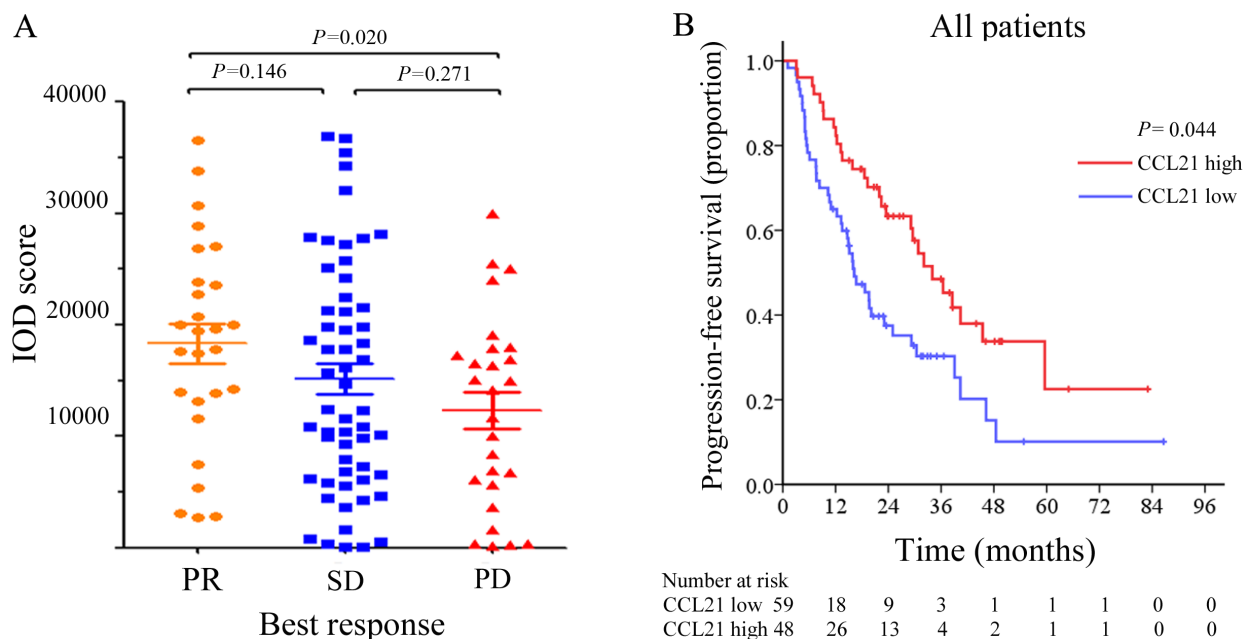 A
P=0.020
P=0.146
P=0.271
40000
30000
20000
10000
IOD score
PR
SD
PD
Best response
B
All patients
P= 0.044
CCL21 high
CCL21 low
Progression-free survival (proportion)
1.0
0.8
0.6
0.4
0.2
0.0
0 12 24 36 48 60 72 84 96
Time (months)
Number at risk
CCL21 low 59 18 9 3 1 1 1 0 0
CCL21 high 48 26 13 4 2 1 1 0 0